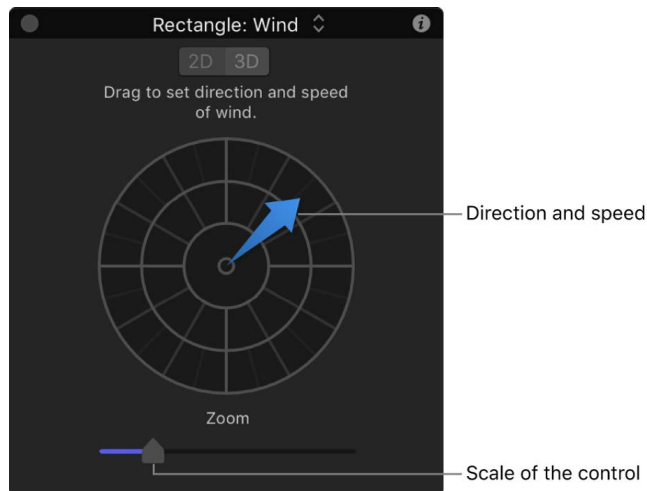 Rectangle: Wind
2D 3D
Drag to set direction and speed
of wind.
Direction and speed
Zoom
Scale of the control